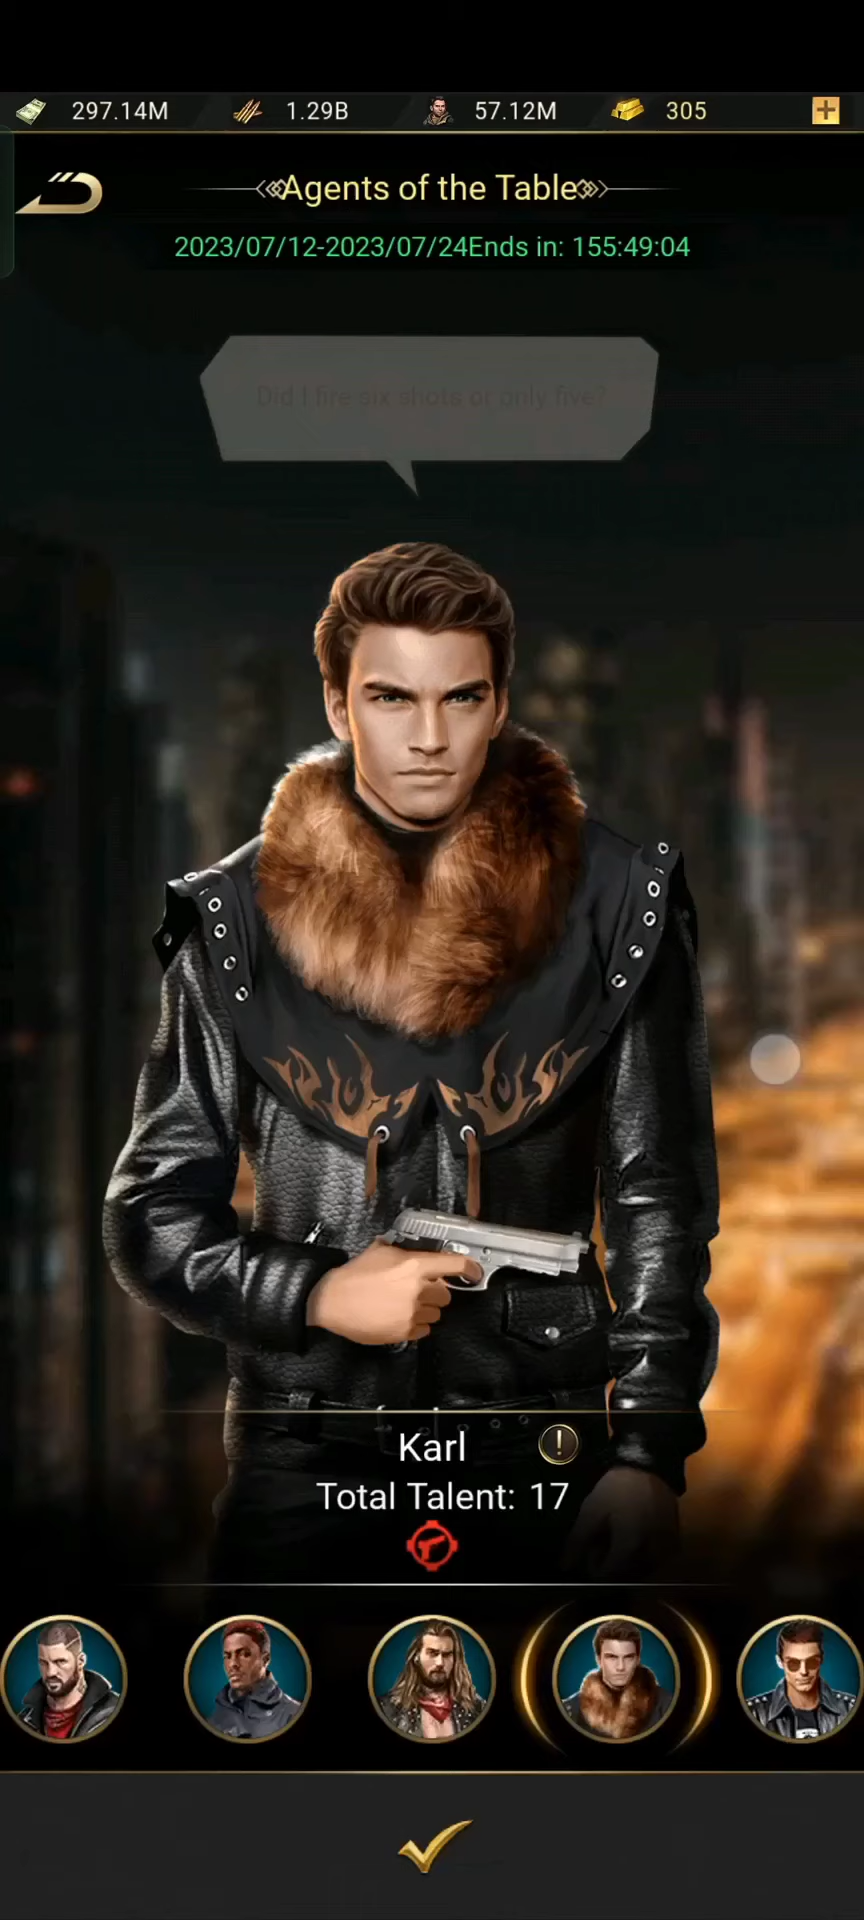 297.14M 1.29B 57.12M 305
Agents of the Table
2023/07/12-2023/07/24Ends in: 155:49:04
Did I fire six shots or only five?
Karl
Total Talent: 17